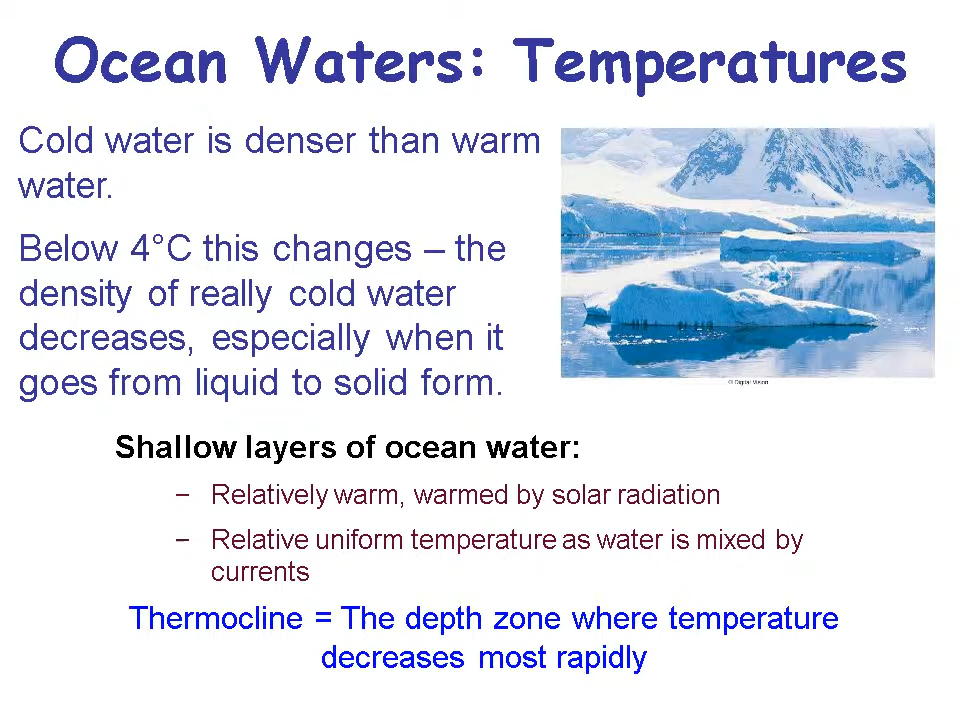 Ocean Waters: Temperatures
Cold water is denser than warm
water.
Below 4°C this changes – the
density of really cold water
decreases, especially when it
goes from liquid to solid form.
© Digital Vision
Shallow layers of ocean water:
– Relatively warm, warmed by solar radiation
– Relative uniform temperature as water is mixed by
currents
Thermocline = The depth zone where temperature
decreases most rapidly